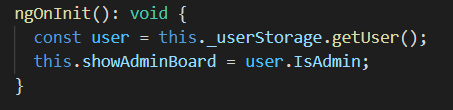 ngOnInit(): void {
  const user = this._userStorage.getUser();
  this.showAdminBoard = user.IsAdmin;
}